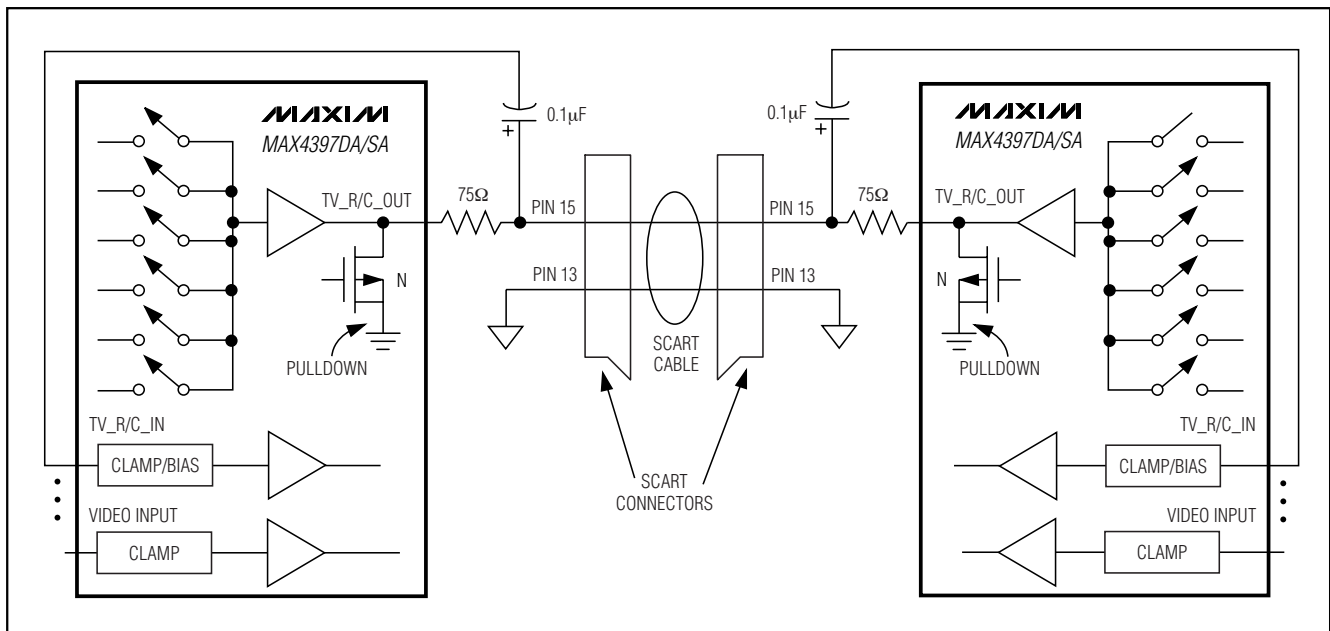 MAXIM
MAX4397DA/SA
0.1µF
+
TV_R/C_OUT
75Ω
PIN 15
N
PIN 13
PULLDOWN
TV_R/C_IN
CLAMP/BIAS
VIDEO INPUT
CLAMP
SCART
CABLE
SCART
CONNECTORS
0.1µF
+
PIN 15
75Ω
PIN 13
MAXIM
MAX4397DA/SA
TV_R/C_OUT
N
PULLDOWN
TV_R/C_IN
CLAMP/BIAS
VIDEO INPUT
CLAMP